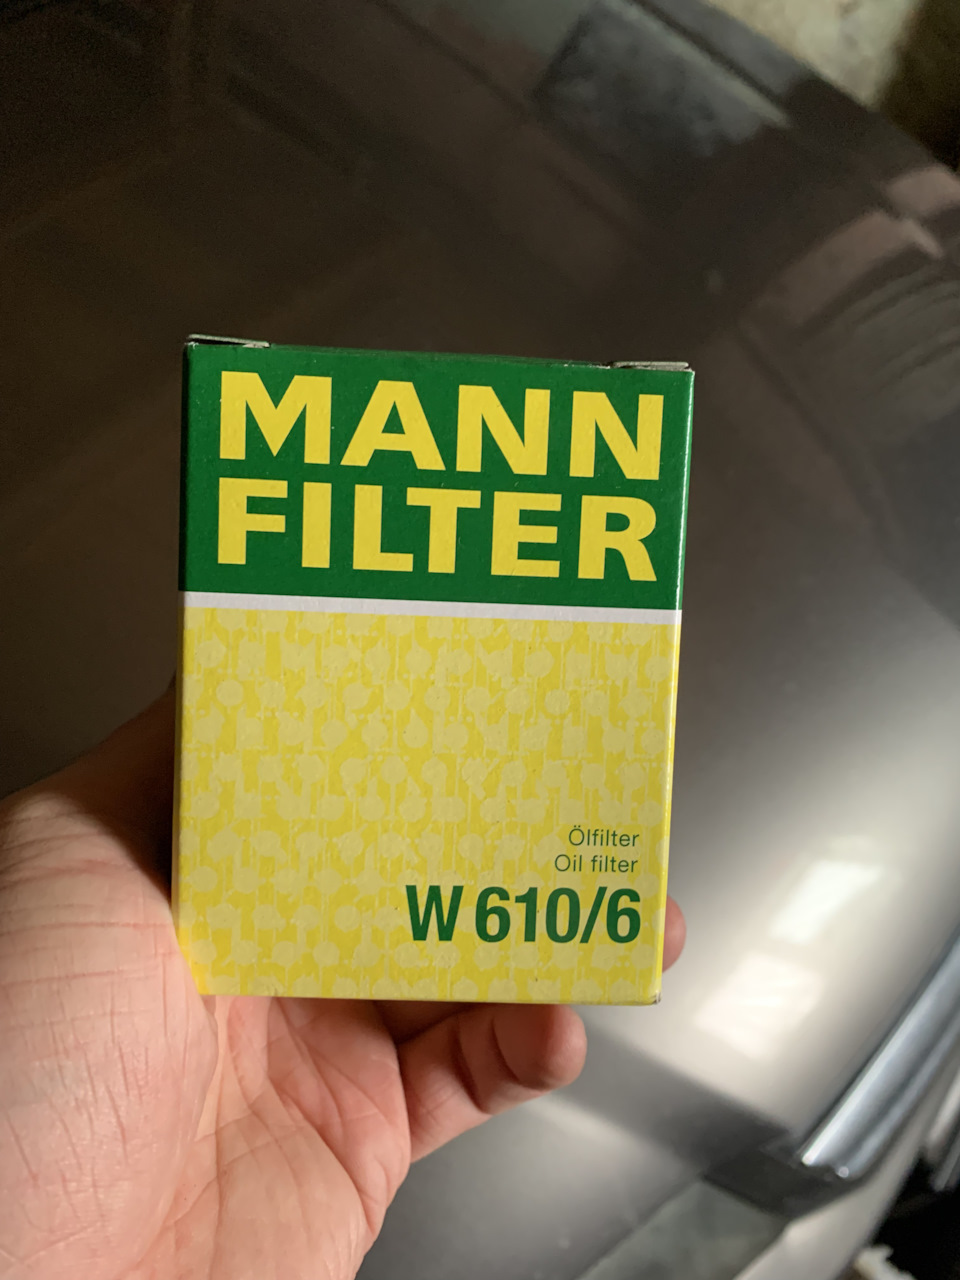 MANN
FILTER
Ölfilter
Oil filter
W 610/6